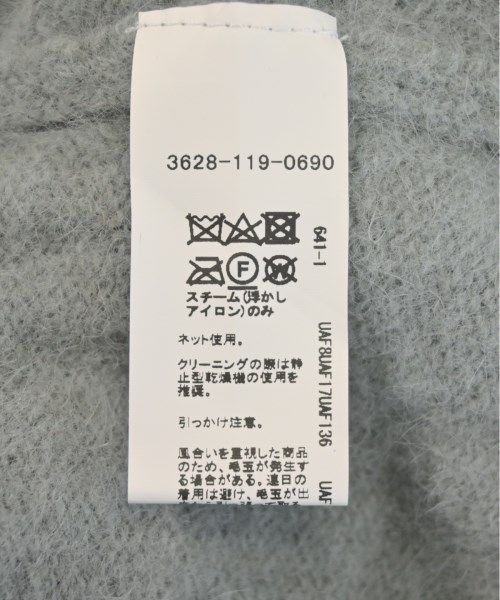 3628-119-0690
641-1
F W
スチーム(浮かし
アイロン)のみ
ネット使用。
クリーニングの際は静
止型乾燥機の使用を
推奨。
引っかけ注意。
風合いを重視した商品
のため、毛玉が発生す
る場合がある。連日の
着用は避け、毛玉が出
UAF8UAF17UAF136
UAF